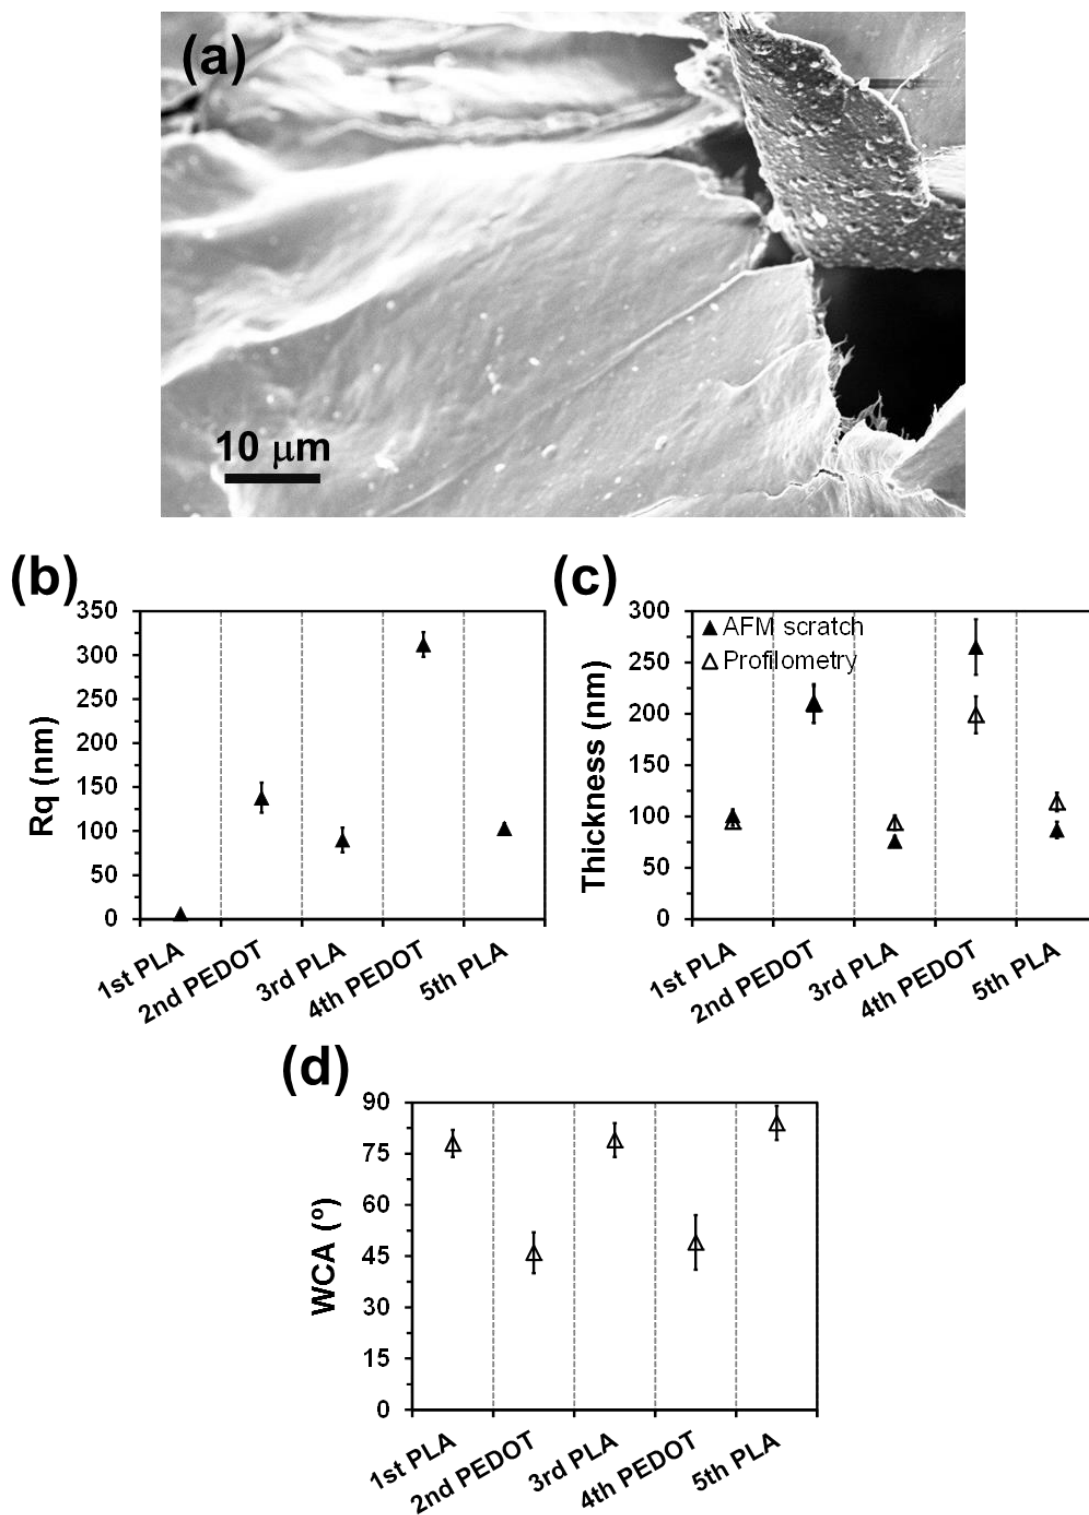 (a)
10 μm
(b)
350
300
250
200
150
100
50
0
Rq (nm)
1st PLA
2nd PEDOT
3rd PLA
4th PEDOT
5th PLA
(c)
300
250
200
150
100
50
0
Thickness (nm)
AFM scratch
Profilometry
1st PLA
2nd PEDOT
3rd PLA
4th PEDOT
5th PLA
(d)
90
75
60
45
30
15
0
WCA (º)
1st PLA
2nd PEDOT
3rd PLA
4th PEDOT
5th PLA